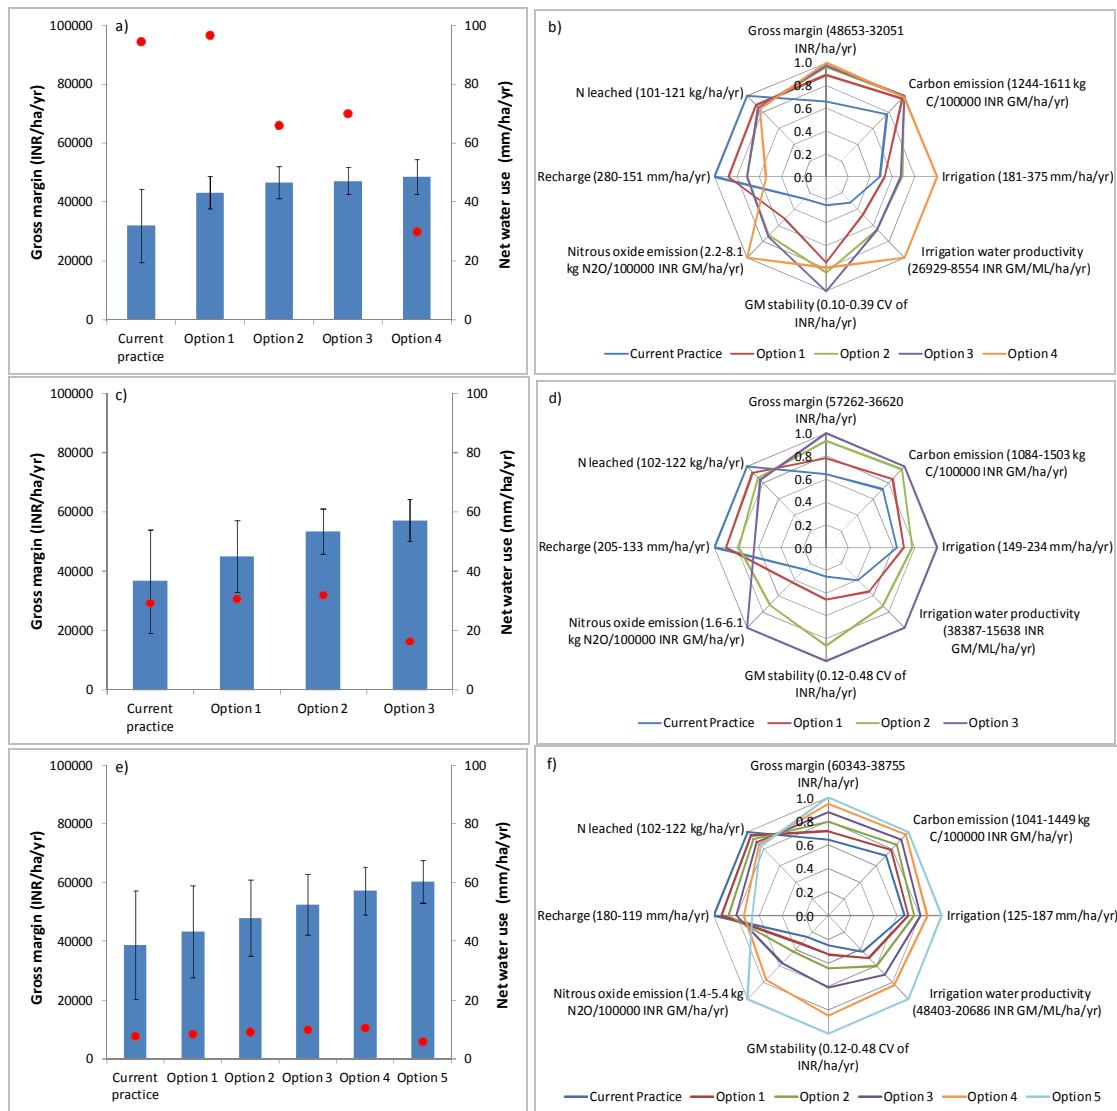 a)
Gross margin (INR/ha/yr)
100000
80000
60000
40000
20000
0
100
80
60
40
20
0
Net water use (mm/ha/yr)
Current
practice
Option 1
Option 2
Option 3
Option 4
b)
Gross margin (48653-32051
INR/ha/yr)
Carbon emission (1244-1611 kg
C/100000 INR GM/ha/yr)
Irrigation (181-375 mm/ha/yr)
Irrigation water productivity
(26929-8554 INR GM/ML/ha/yr)
GM stability (0.10-0.39 CV of
INR/ha/yr)
Nitrous oxide emission (2.2-8.1
kg N2O/100000 INR GM/ha/yr)
Recharge (280-151 mm/ha/yr)
N leached (101-121 kg/ha/yr)
1.0
0.8
0.6
0.4
0.2
0.0
Current Practice
Option 1
Option 2
Option 3
Option 4
c)
Gross margin (INR/ha/yr)
100000
80000
60000
40000
20000
0
100
80
60
40
20
0
Net water use (mm/ha/yr)
Current
practice
Option 1
Option 2
Option 3
d)
Gross margin (57262-36620
INR/ha/yr)
Carbon emission (1084-1503 kg
C/100000 INR GM/ha/yr)
Irrigation (149-234 mm/ha/yr)
Irrigation water productivity
(38387-15638 INR
GM/ML/ha/yr)
GM stability (0.12-0.48 CV of
INR/ha/yr)
Nitrous oxide emission (1.6-6.1
kg N2O/100000 INR GM/ha/yr)
Recharge (205-133 mm/ha/yr)
N leached (102-122 kg/ha/yr)
1.0
0.8
0.6
0.4
0.2
0.0
Current Practice
Option 1
Option 2
Option 3
e)
Gross margin (INR/ha/yr)
100000
80000
60000
40000
20000
0
100
80
60
40
20
0
Net water use (mm/ha/yr)
Current
practice
Option 1
Option 2
Option 3
Option 4
Option 5
f)
Gross margin (60343-38755
INR/ha/yr)
Carbon emission (1041-1449 kg
C/100000 INR GM/ha/yr)
Irrigation (125-187 mm/ha/yr)
Irrigation water productivity
(48403-20686 INR GM/ML/ha/yr)
GM stability (0.12-0.48 CV of
INR/ha/yr)
Nitrous oxide emission (1.4-5.4 kg
N2O/100000 INR GM/ha/yr)
Recharge (180-119 mm/ha/yr)
N leached (102-122 kg/ha/yr)
1.0
0.8
0.6
0.4
0.2
0.0
Current Practice
Option 1
Option 2
Option 3
Option 4
Option 5